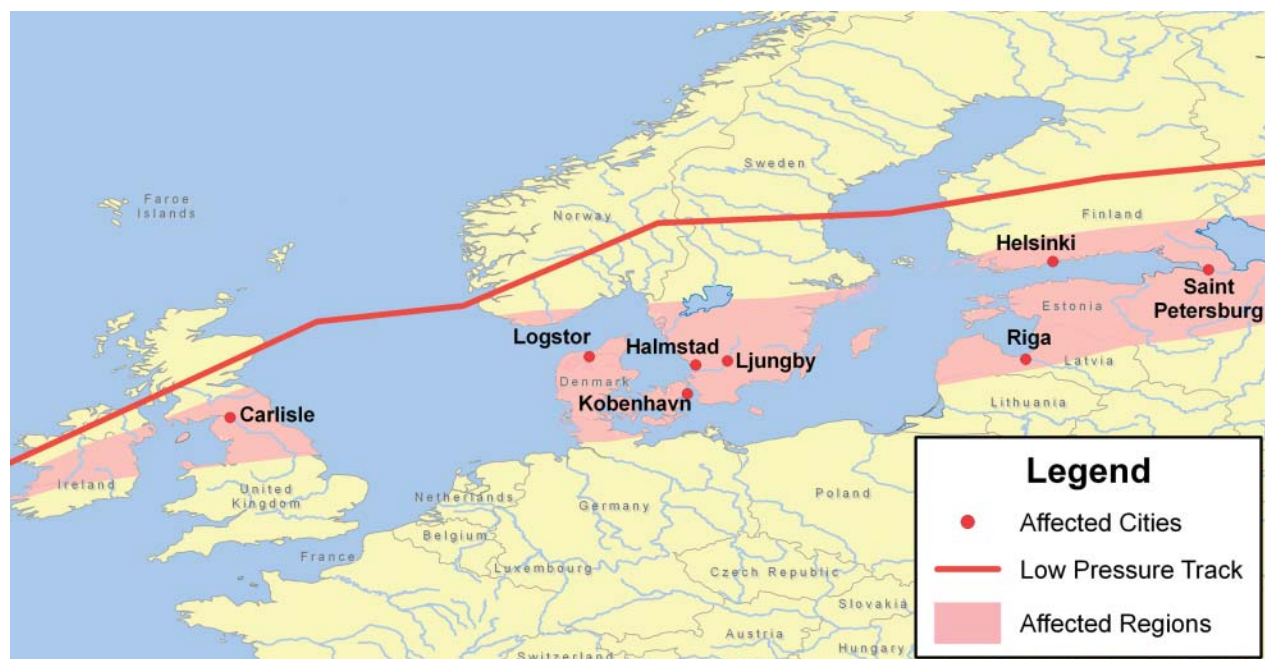 Faroe
Islands
Sweden
Norway
Finland
Helsinki
Saint
Petersburg
Estonia
Logstor
Riga
Halmstad
Ljungby
Latvia
Denmark
Kobenhavn
Lithuania
Carlisle
Ireland
United
Kingdom
Netherlands
Germany
Poland
Belgium
France
Luxembourg
Czech Republic
Slovakia
Austria
Hungary
Switzerland
Legend
Affected Cities
Low Pressure Track
Affected Regions